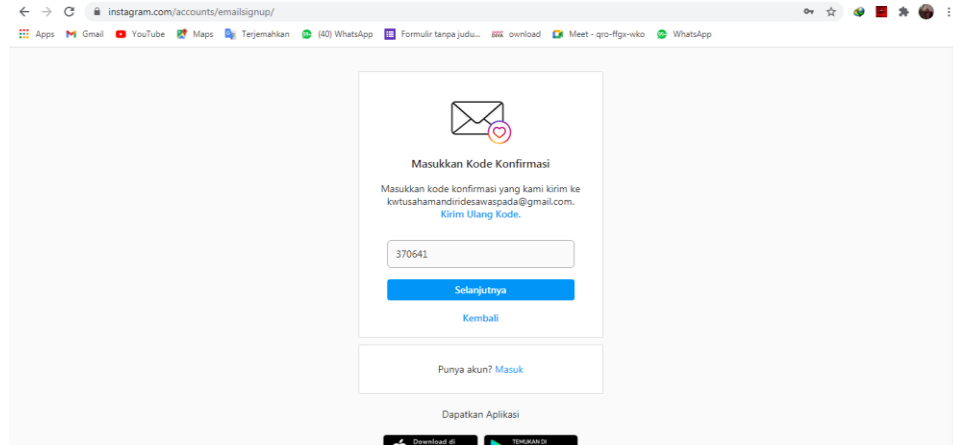 instagram.com/accounts/emailsignup/
Apps Gmail YouTube Maps Terjemahkan (40) WhatsApp Formulir tanpa judu... ownload Meet - qro-ffgx-wko WhatsApp
Masukkan Kode Konfirmasi
Masukkan kode konfirmasi yang kami kirim ke
kwtusahamandiridesawaspada@gmail.com.
Kirim Ulang Kode.
370641
Selanjutnya
Kembali
Punya akun? Masuk
Dapatkan Aplikasi
Download di TEMUKAN DI